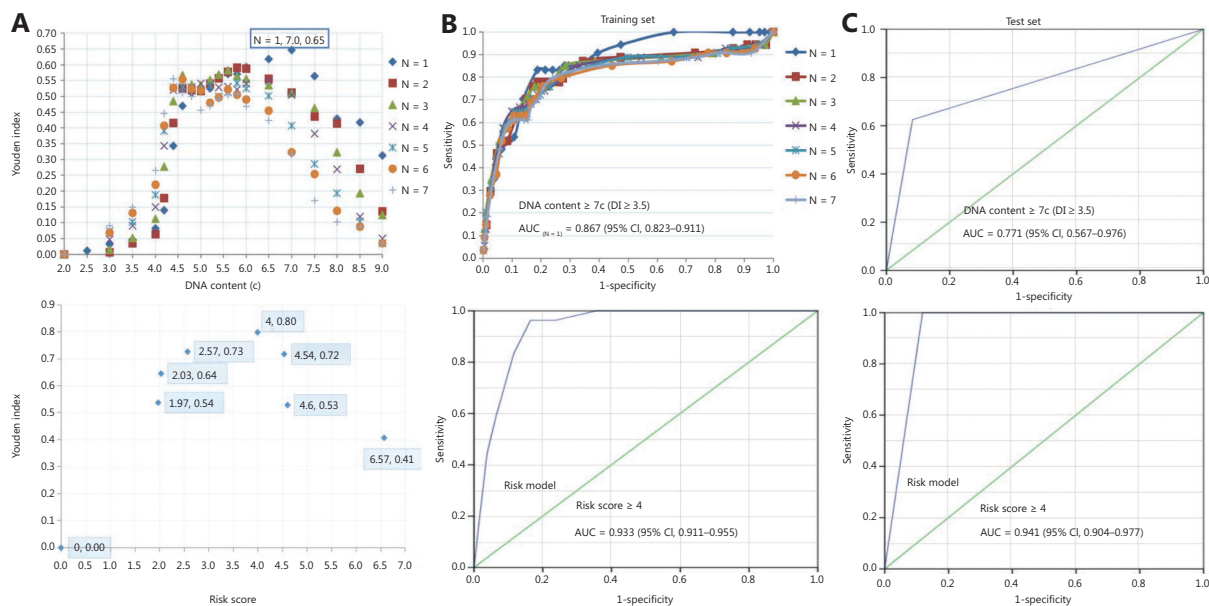 A
N = 1, 7.0, 0.65
Youden index
0.70
0.65
0.60
0.55
0.50
0.45
0.40
0.35
0.30
0.25
0.20
0.15
0.10
0.05
0.00
2.0 2.5 3.0 3.5 4.0 4.5 5.0 5.5 6.0 6.5 7.0 7.5 8.0 8.5 9.0
DNA content (c)
N = 1
N = 2
N = 3
N = 4
N = 5
N = 6
N = 7
B
Training set
Sensitivity
1.0
0.9
0.8
0.7
0.6
0.5
0.4
0.3
0.2
0.1
0.0
0.0 0.1 0.2 0.3 0.4 0.5 0.6 0.7 0.8 0.9 1.0
1-specificity
DNA content ≥ 7c (DI ≥ 3.5)
AUC (N = 1) = 0.867 (95% CI, 0.823–0.911)
N = 1
N = 2
N = 3
N = 4
N = 5
N = 6
N = 7
C
Test set
Sensitivity
1.0
0.8
0.6
0.4
0.2
0.0
0.0 0.2 0.4 0.6 0.8 1.0
1-specificity
DNA content ≥ 7c (DI ≥ 3.5)
AUC = 0.771 (95% CI, 0.567–0.976)
Youden index
0.9
0.8
0.7
0.6
0.5
0.4
0.3
0.2
0.1
0.0
4, 0.80
2.57, 0.73
4.54, 0.72
2.03, 0.64
1.97, 0.54
4.6, 0.53
6.57, 0.41
0, 0.00
0.0 0.5 1.0 1.5 2.0 2.5 3.0 3.5 4.0 4.5 5.0 5.5 6.0 6.5 7.0
Risk score
Sensitivity
1.0
0.8
0.6
0.4
0.2
0.0
0.0 0.2 0.4 0.6 0.8 1.0
1-specificity
Risk model
Risk score ≥ 4
AUC = 0.933 (95% CI, 0.911–0.955)
Sensitivity
1.0
0.8
0.6
0.4
0.2
0.0
0.0 0.2 0.4 0.6 0.8 1.0
1-specificity
Risk model
Risk score ≥ 4
AUC = 0.941 (95% CI, 0.904–0.977)